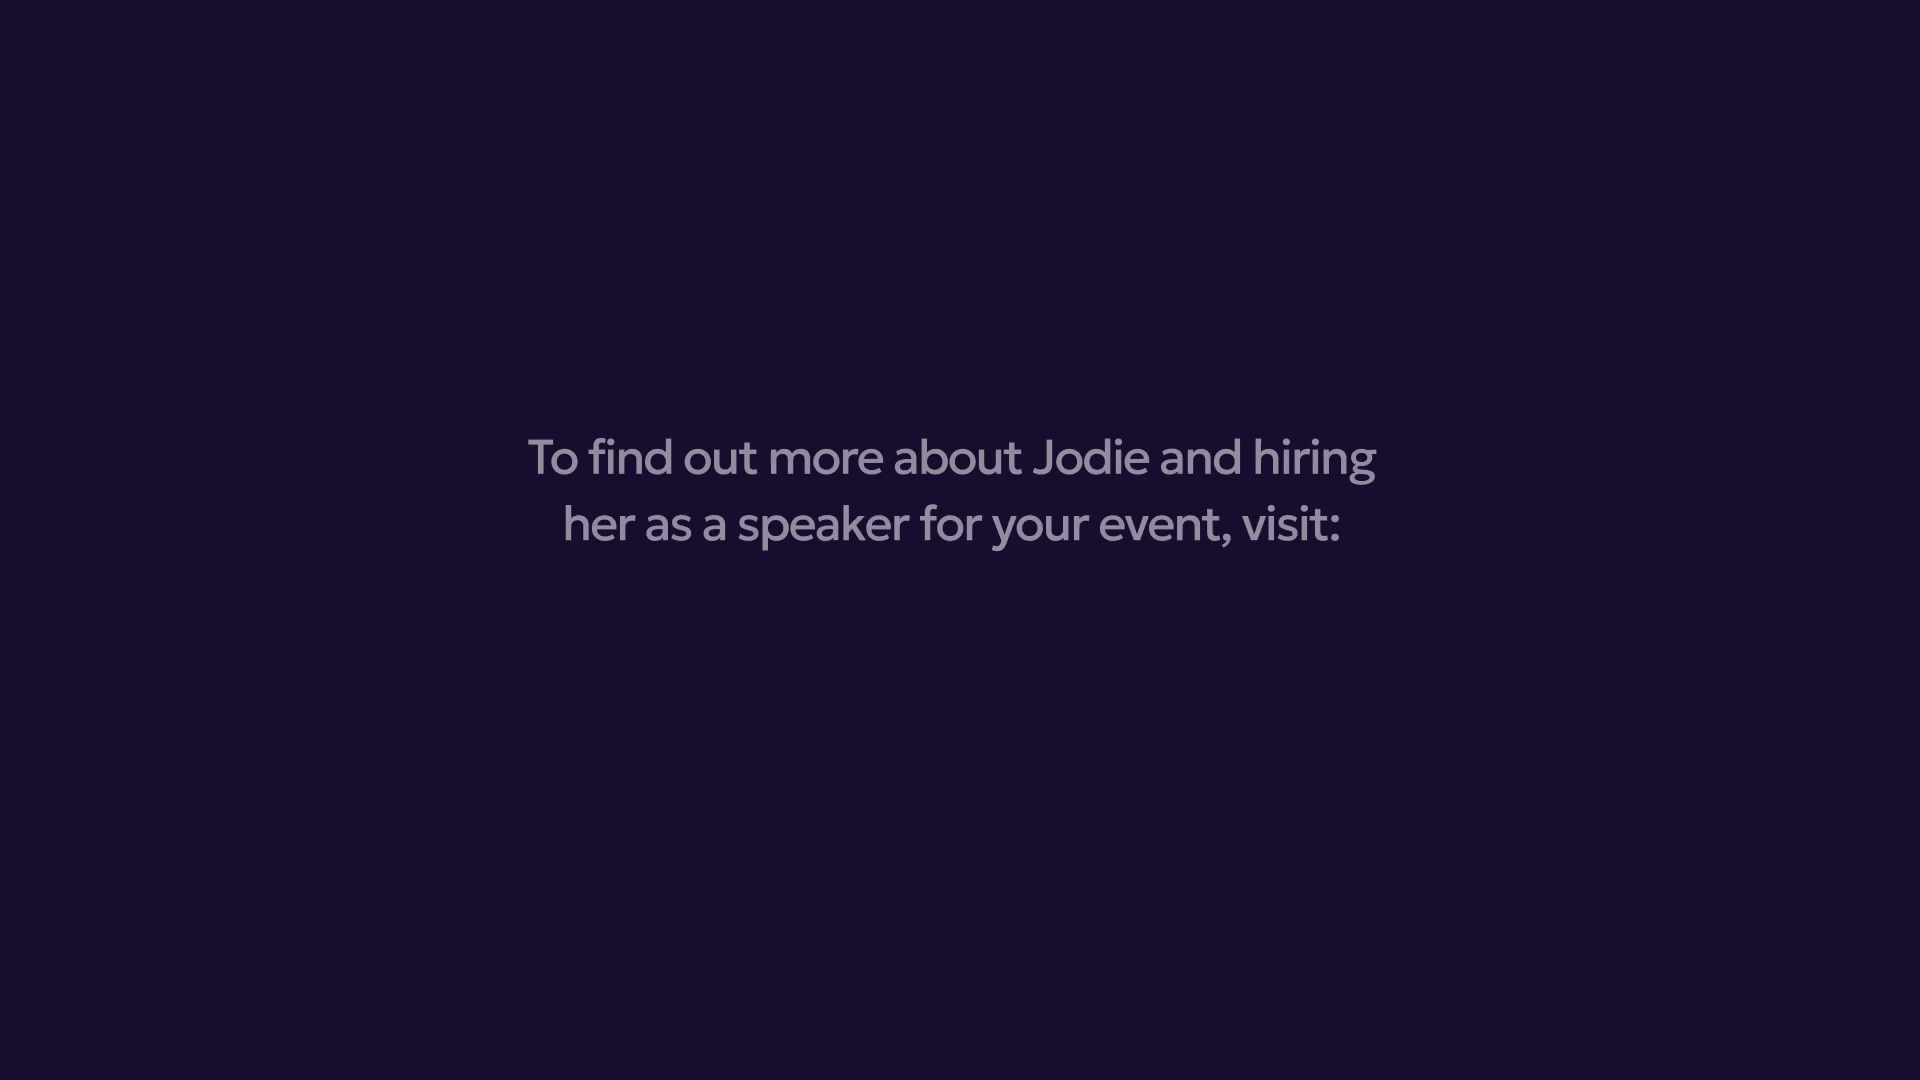 To find out more about Jodie and hiring
her as a speaker for your event, visit: